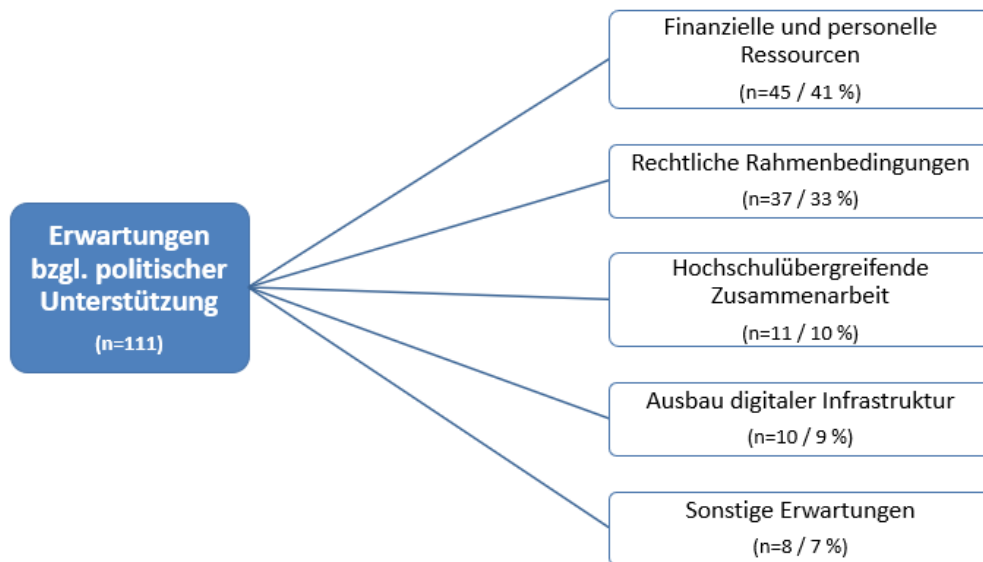 Erwartungen
bzgl. politischer
Unterstützung
(n=111)
Finanzielle und personelle
Ressourcen
(n=45 / 41 %)
Rechtliche Rahmenbedingungen
(n=37 / 33 %)
Hochschulübergreifende
Zusammenarbeit
(n=11 / 10 %)
Ausbau digitaler Infrastruktur
(n=10 / 9 %)
Sonstige Erwartungen
(n=8 / 7 %)